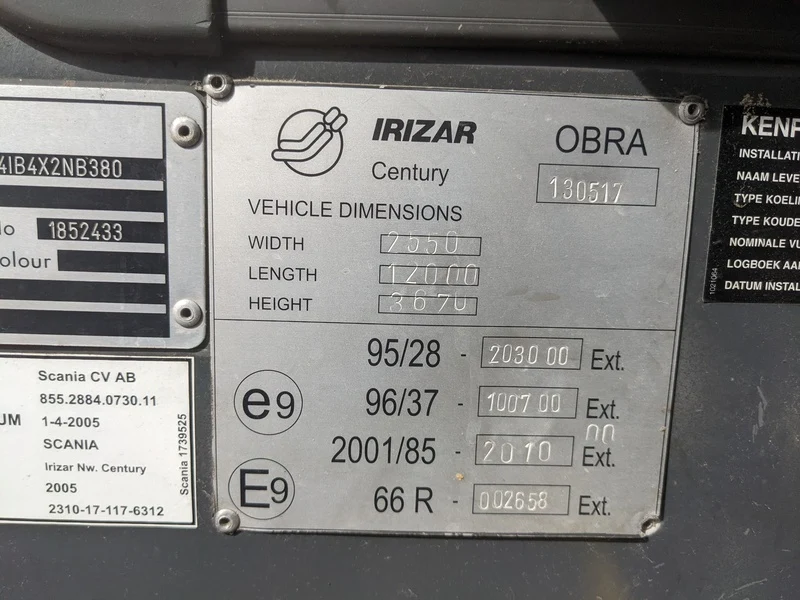 4IB4X2NB380
No 1852433
olour
Scania CV AB
855.2884.0730.11
UM 1-4-2005
SCANIA
Irizar Nw. Century
2005
2310-17-117-6312
Scania 1739525
IRIZAR
Century
OBRA
130517
VEHICLE DIMENSIONS
WIDTH 2550
LENGTH 12000
HEIGHT 3670
95/28 - 2030 00 Ext.
e9 96/37 - 1007 00 Ext.
00
2001/85 - 2010 Ext.
E9 66 R - 002658 Ext.
KENF
INSTALLATI
NAAM LEVE
TYPE KOELI
TYPE KOUDE
NOMINALE VU
LOGBOEK AA
DATUM INSTAL
1021064